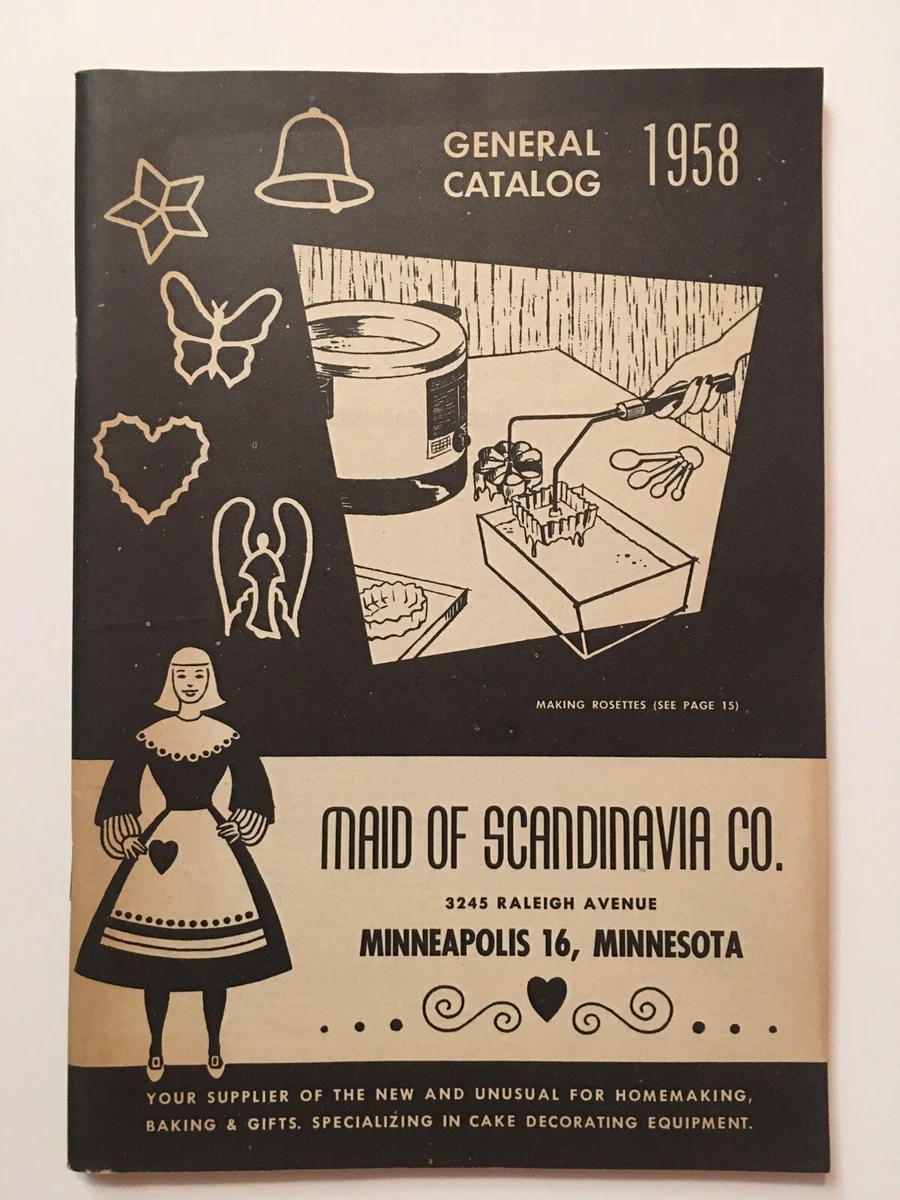 GENERAL
CATALOG
1958
MAKING ROSETTES (SEE PAGE 15)
MAID OF SCANDINAVIA CO.
3245 RALEIGH AVENUE
MINNEAPOLIS 16, MINNESOTA
YOUR SUPPLIER OF THE NEW AND UNUSUAL FOR HOMEMAKING,
BAKING & GIFTS. SPECIALIZING IN CAKE DECORATING EQUIPMENT.